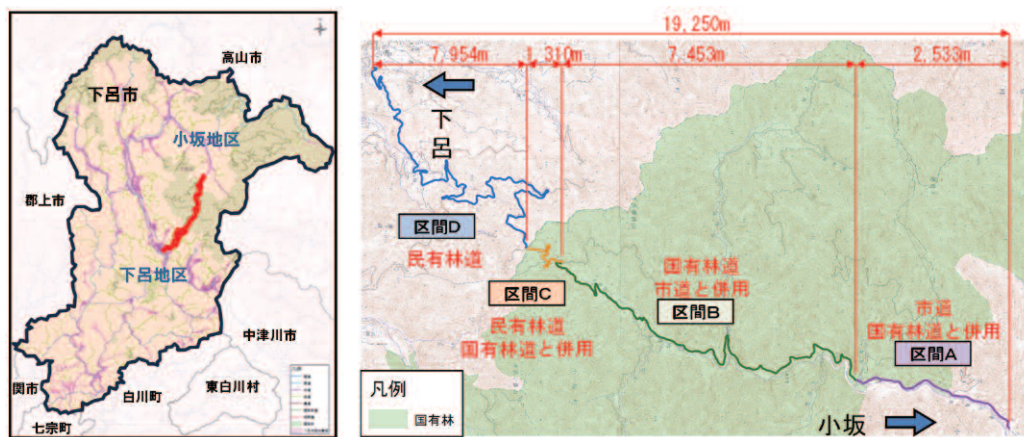 高山市
下呂市
小坂地区
郡上市
下呂地区
中津川市
関市
白川町
東白川村
七宗町
19,250m
7,954m
1,310m
7,453m
2,533m
下呂
区間D
民有林道
区間C
民有林道
国有林道と併用
国有林道
市道と併用
区間B
市道
国有林道と併用
区間A
凡例
国有林
小坂